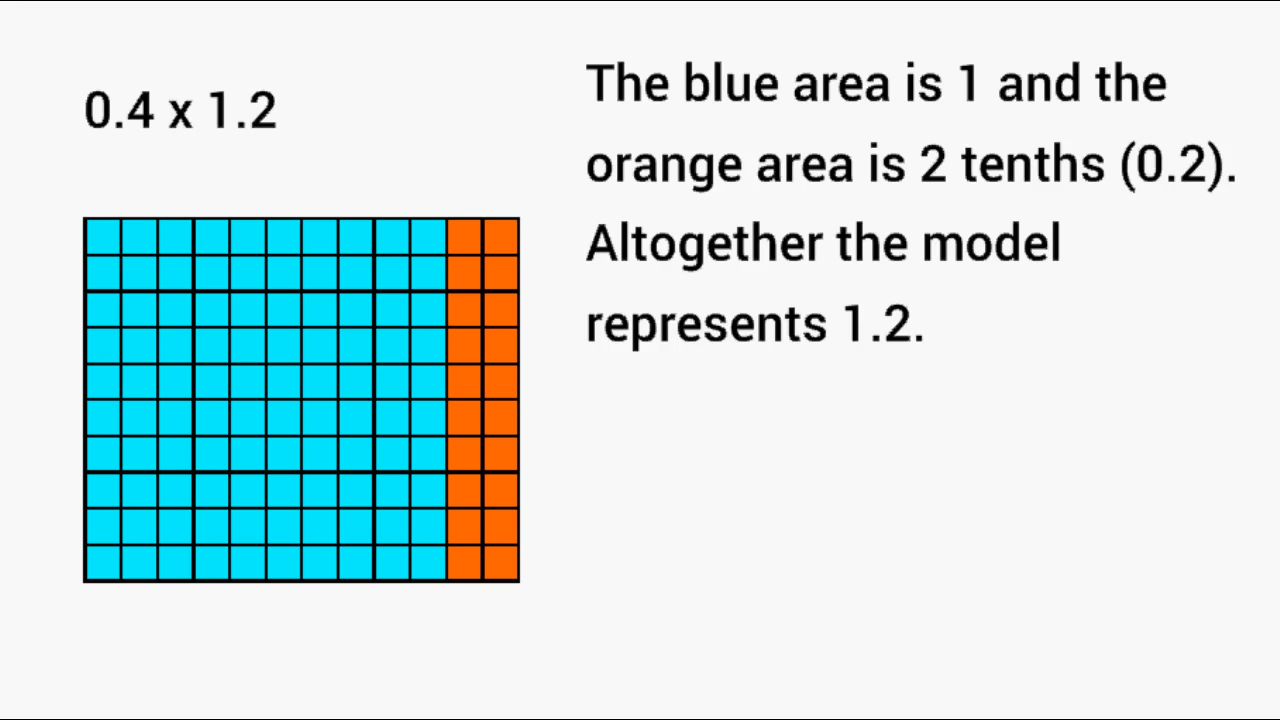 0.4 x 1.2
The blue area is 1 and the
orange area is 2 tenths (0.2).
Altogether the model
represents 1.2.